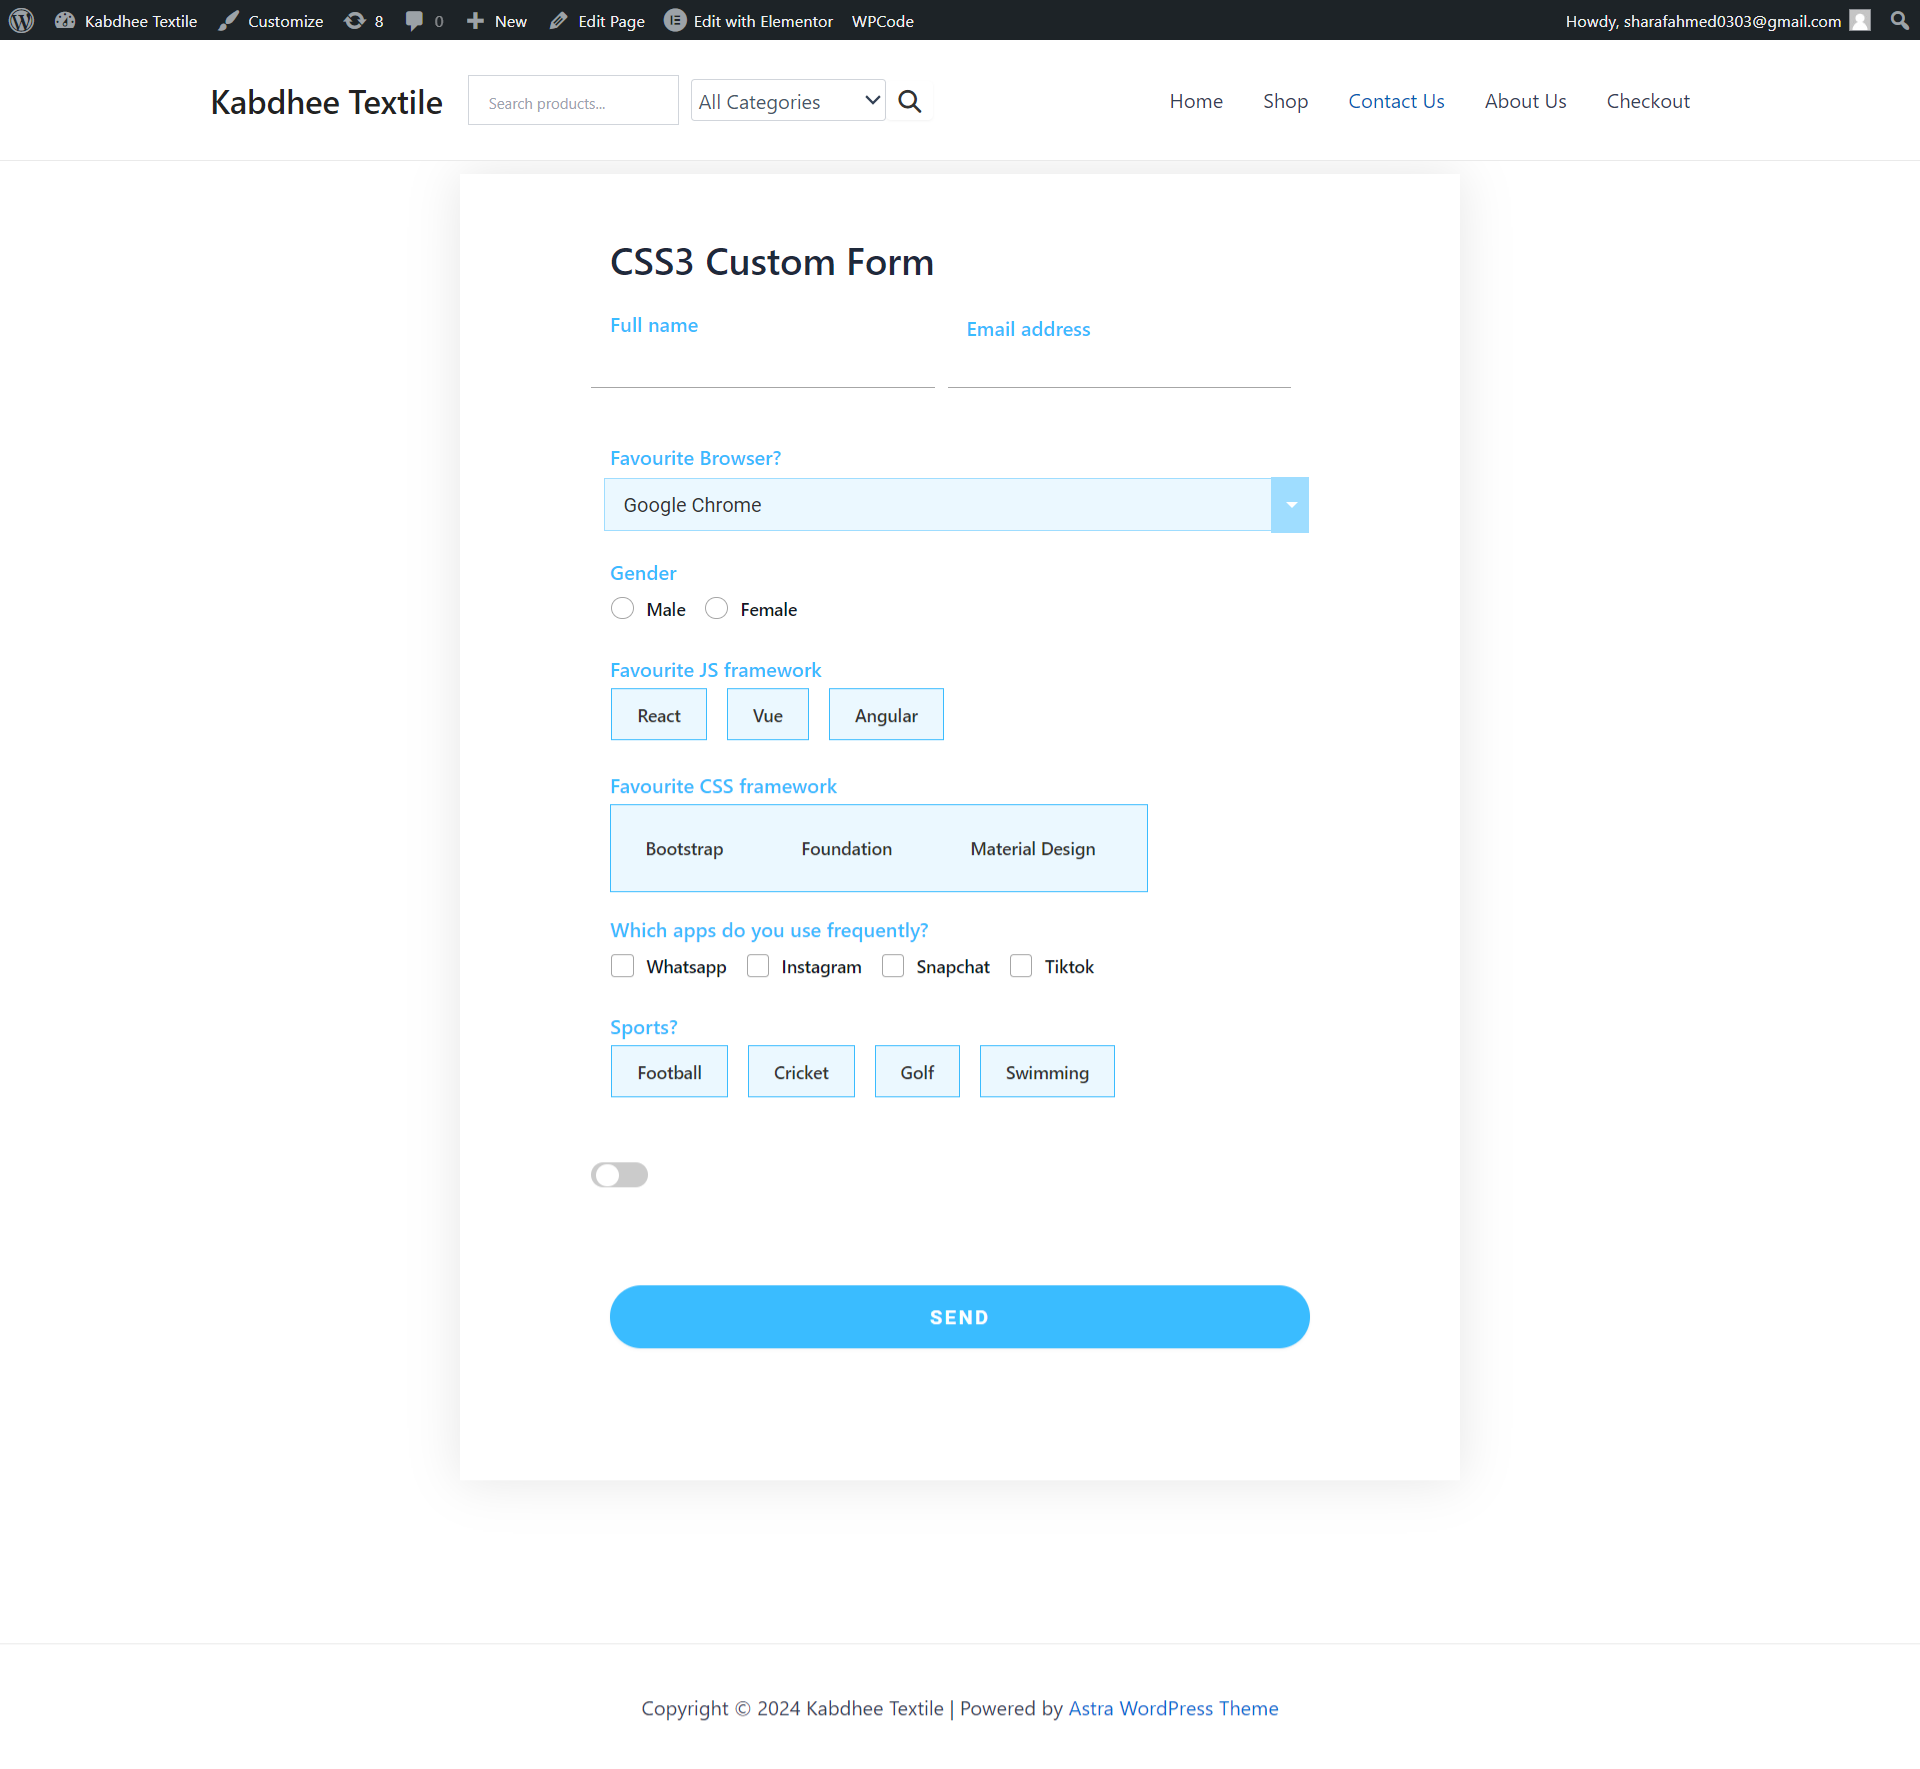 Kabdhee Textile Customize 8 0 New Edit Page Edit with Elementor WPCode Howdy, sharafahmed0303@gmail.com
Kabdhee Textile Search products... All Categories Home Shop Contact Us About Us Checkout
CSS3 Custom Form
Full name Email address
Favourite Browser?
Google Chrome
Gender
Male Female
Favourite JS framework
React Vue Angular
Favourite CSS framework
Bootstrap Foundation Material Design
Which apps do you use frequently?
Whatsapp Instagram Snapchat Tiktok
Sports?
Football Cricket Golf Swimming
SEND
Copyright © 2024 Kabdhee Textile | Powered by Astra WordPress Theme